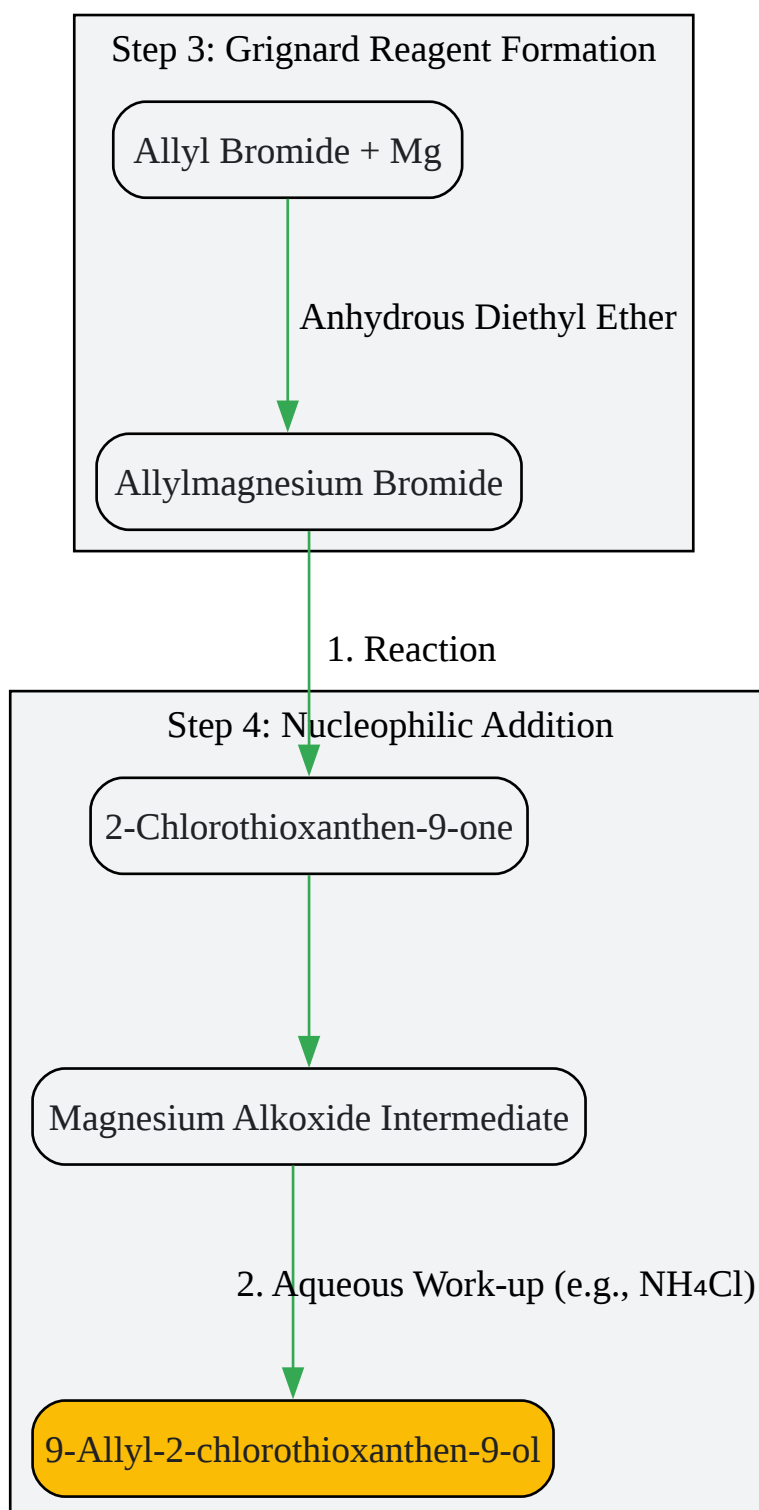 Step 3: Grignard Reagent Formation
Allyl Bromide + Mg
Anhydrous Diethyl Ether
Allylmagnesium Bromide
1. Reaction
Step 4: Nucleophilic Addition
2-Chlorothioxanthen-9-one
Magnesium Alkoxide Intermediate
2. Aqueous Work-up (e.g., NH₄Cl)
9-Allyl-2-chlorothioxanthen-9-ol